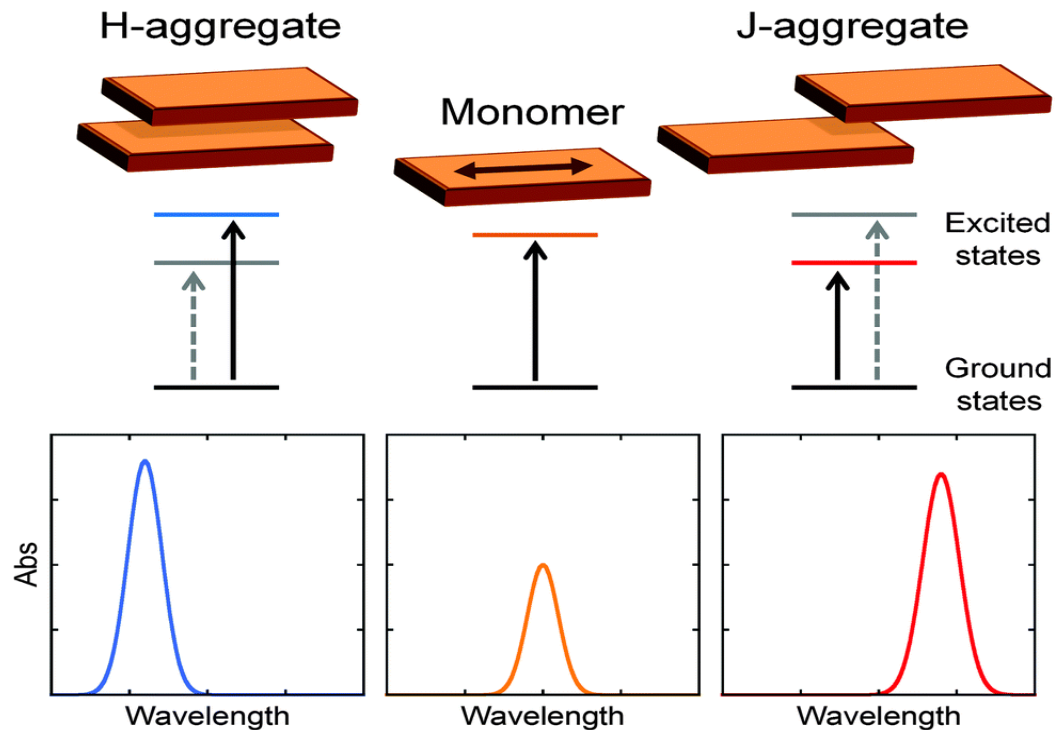 H-aggregate
J-aggregate
Monomer
Excited
states
Ground
states
Abs
Wavelength
Wavelength
Wavelength